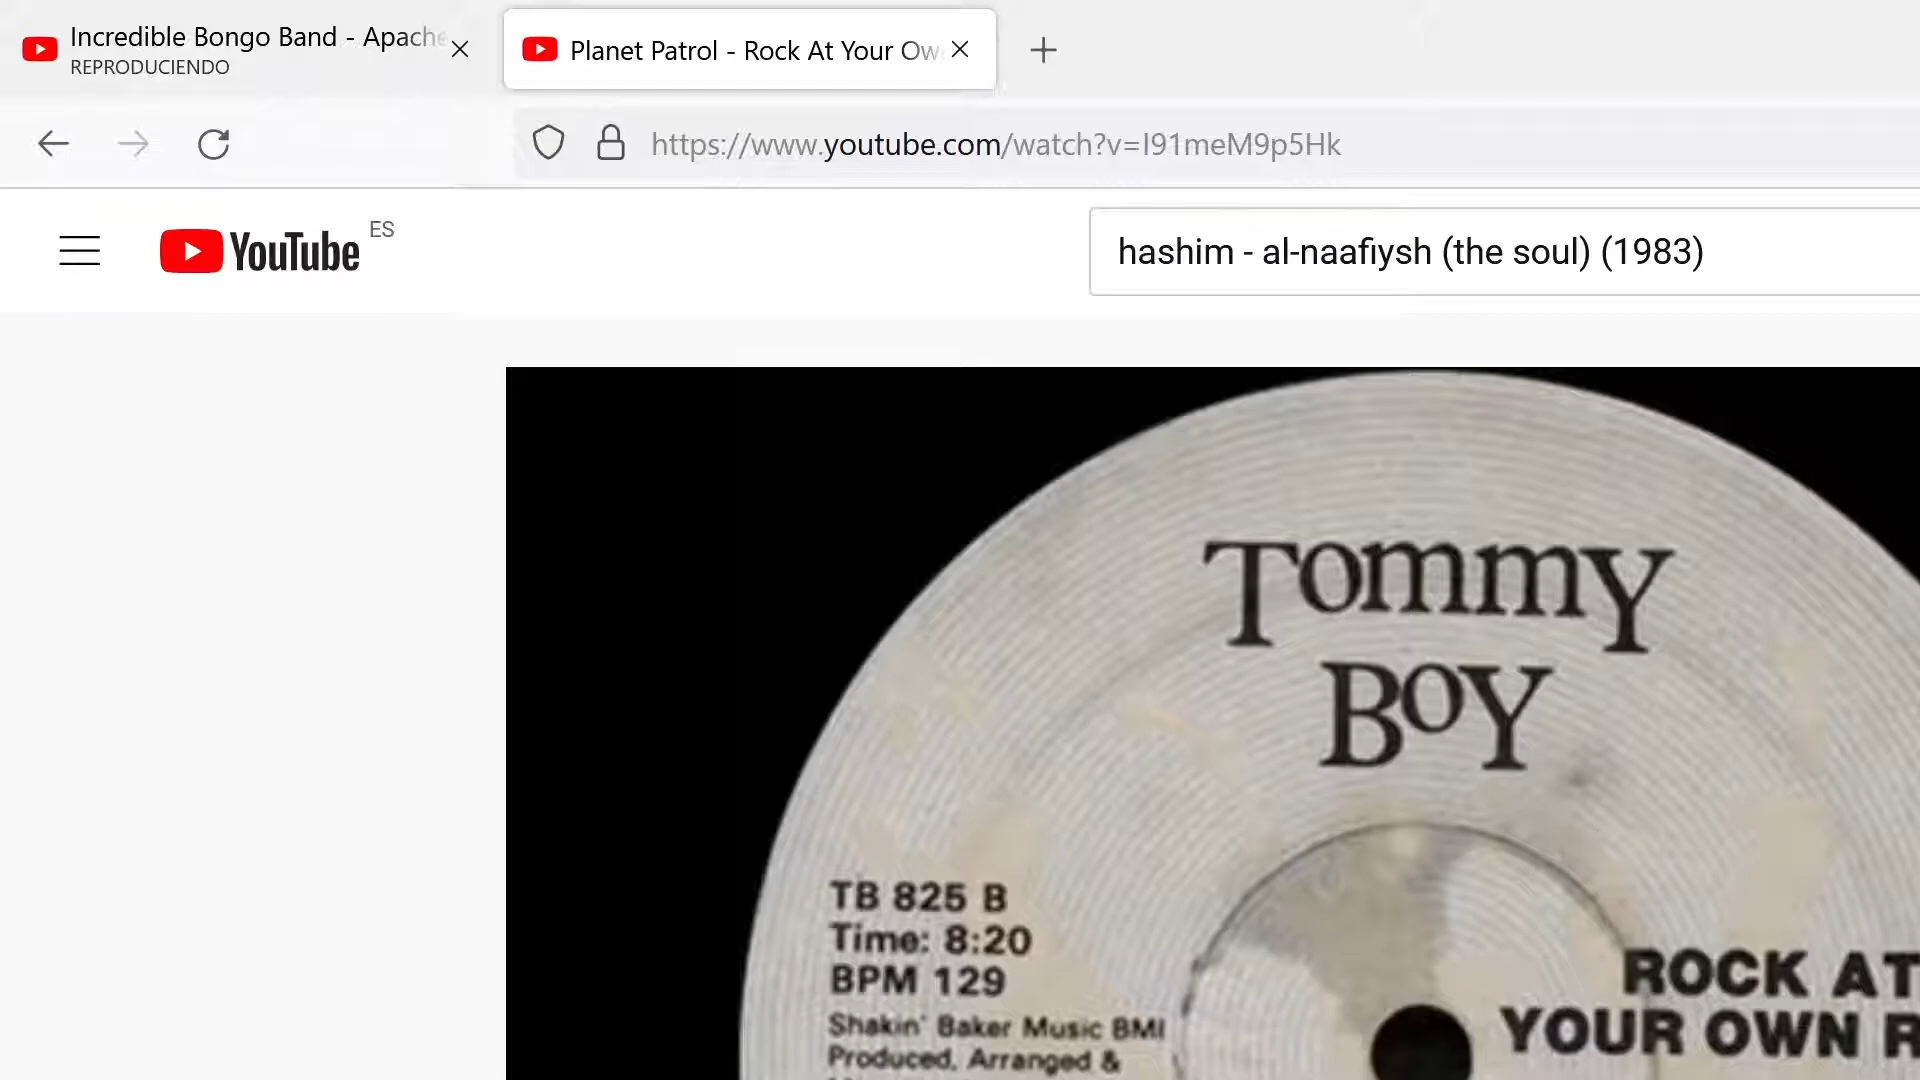 Incredible Bongo Band - Apache
REPRODUCIENDO
Planet Patrol - Rock At Your Ow
https://www.youtube.com/watch?v=I91meM9p5Hk
YouTube ES
hashim - al-naafiysh (the soul) (1983)
Tommy
Boy
TB 825 B
Time: 8:20
BPM 129
Shakin' Baker Music BMI
Produced, Arranged &
ROCK AT
YOUR OWN R